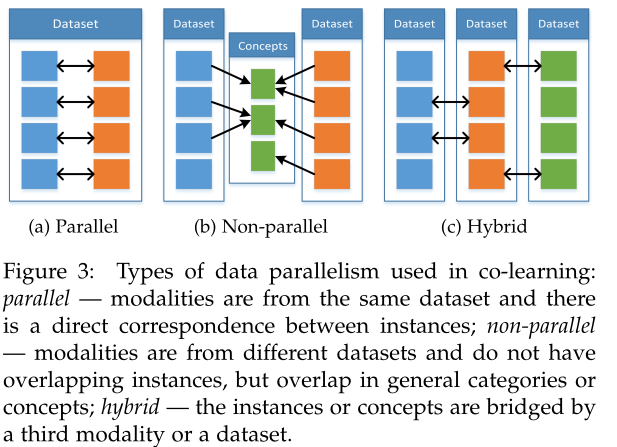 Dataset
Dataset
Concepts
Dataset
Dataset
Dataset
Dataset
(a) Parallel
(b) Non-parallel
(c) Hybrid
Figure 3: Types of data parallelism used in co-learning:
parallel — modalities are from the same dataset and there
is a direct correspondence between instances; non-parallel
— modalities are from different datasets and do not have
overlapping instances, but overlap in general categories or
concepts; hybrid — the instances or concepts are bridged by
a third modality or a dataset.